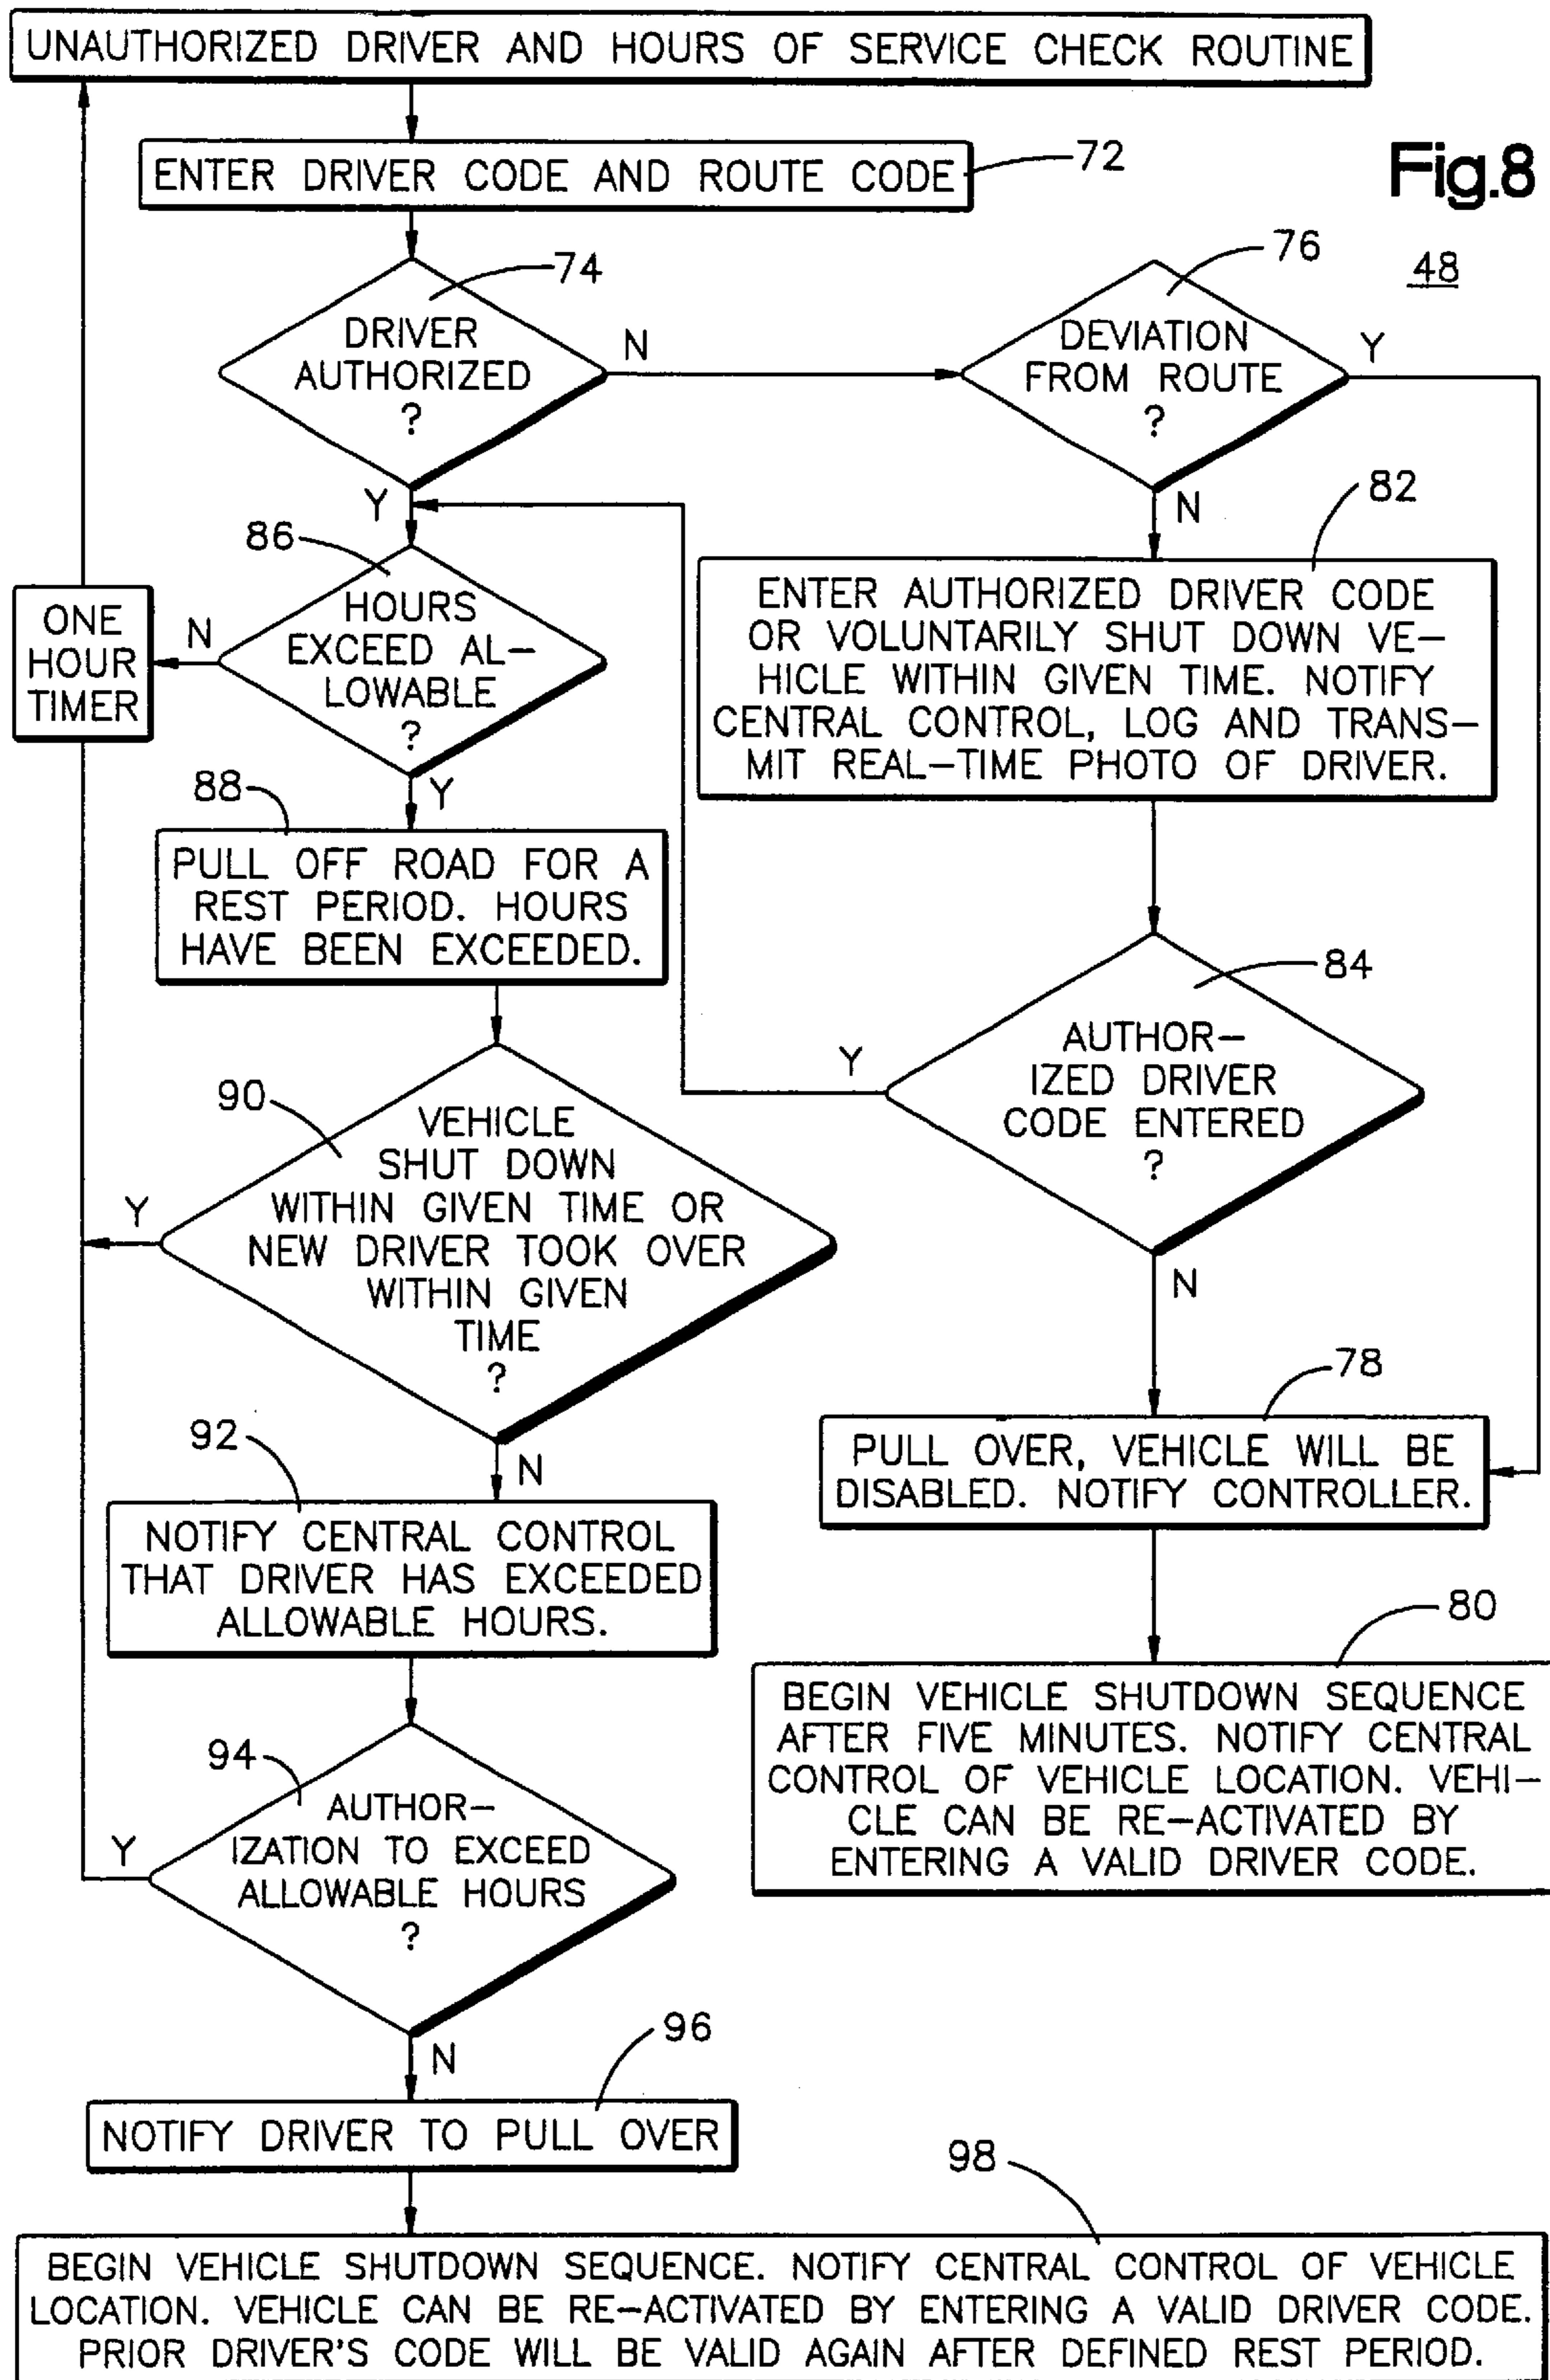 UNAUTHORIZED DRIVER AND HOURS OF SERVICE CHECK ROUTINE
ENTER DRIVER CODE AND ROUTE CODE
72
Fig.8
48
74
DRIVER
AUTHORIZED
?
N
Y
76
DEVIATION
FROM ROUTE
?
Y
N
82
ENTER AUTHORIZED DRIVER CODE
OR VOLUNTARILY SHUT DOWN VE-
HICLE WITHIN GIVEN TIME. NOTIFY
CENTRAL CONTROL, LOG AND TRANS-
MIT REAL-TIME PHOTO OF DRIVER.
86
HOURS
EXCEED AL-
LOWABLE
?
N
Y
ONE
HOUR
TIMER
88
PULL OFF ROAD FOR A
REST PERIOD. HOURS
HAVE BEEN EXCEEDED.
84
AUTHOR-
IZED DRIVER
CODE ENTERED
?
Y
N
90
VEHICLE
SHUT DOWN
WITHIN GIVEN TIME OR
NEW DRIVER TOOK OVER
WITHIN GIVEN
TIME
?
Y
N
78
PULL OVER, VEHICLE WILL BE
DISABLED. NOTIFY CONTROLLER.
92
NOTIFY CENTRAL CONTROL
THAT DRIVER HAS EXCEEDED
ALLOWABLE HOURS.
80
BEGIN VEHICLE SHUTDOWN SEQUENCE
AFTER FIVE MINUTES. NOTIFY CENTRAL
CONTROL OF VEHICLE LOCATION. VEHI-
CLE CAN BE RE-ACTIVATED BY
ENTERING A VALID DRIVER CODE.
94
AUTHOR-
IZATION TO EXCEED
ALLOWABLE HOURS
?
Y
N
96
NOTIFY DRIVER TO PULL OVER
98
BEGIN VEHICLE SHUTDOWN SEQUENCE. NOTIFY CENTRAL CONTROL OF VEHICLE
LOCATION. VEHICLE CAN BE RE-ACTIVATED BY ENTERING A VALID DRIVER CODE.
PRIOR DRIVER'S CODE WILL BE VALID AGAIN AFTER DEFINED REST PERIOD.